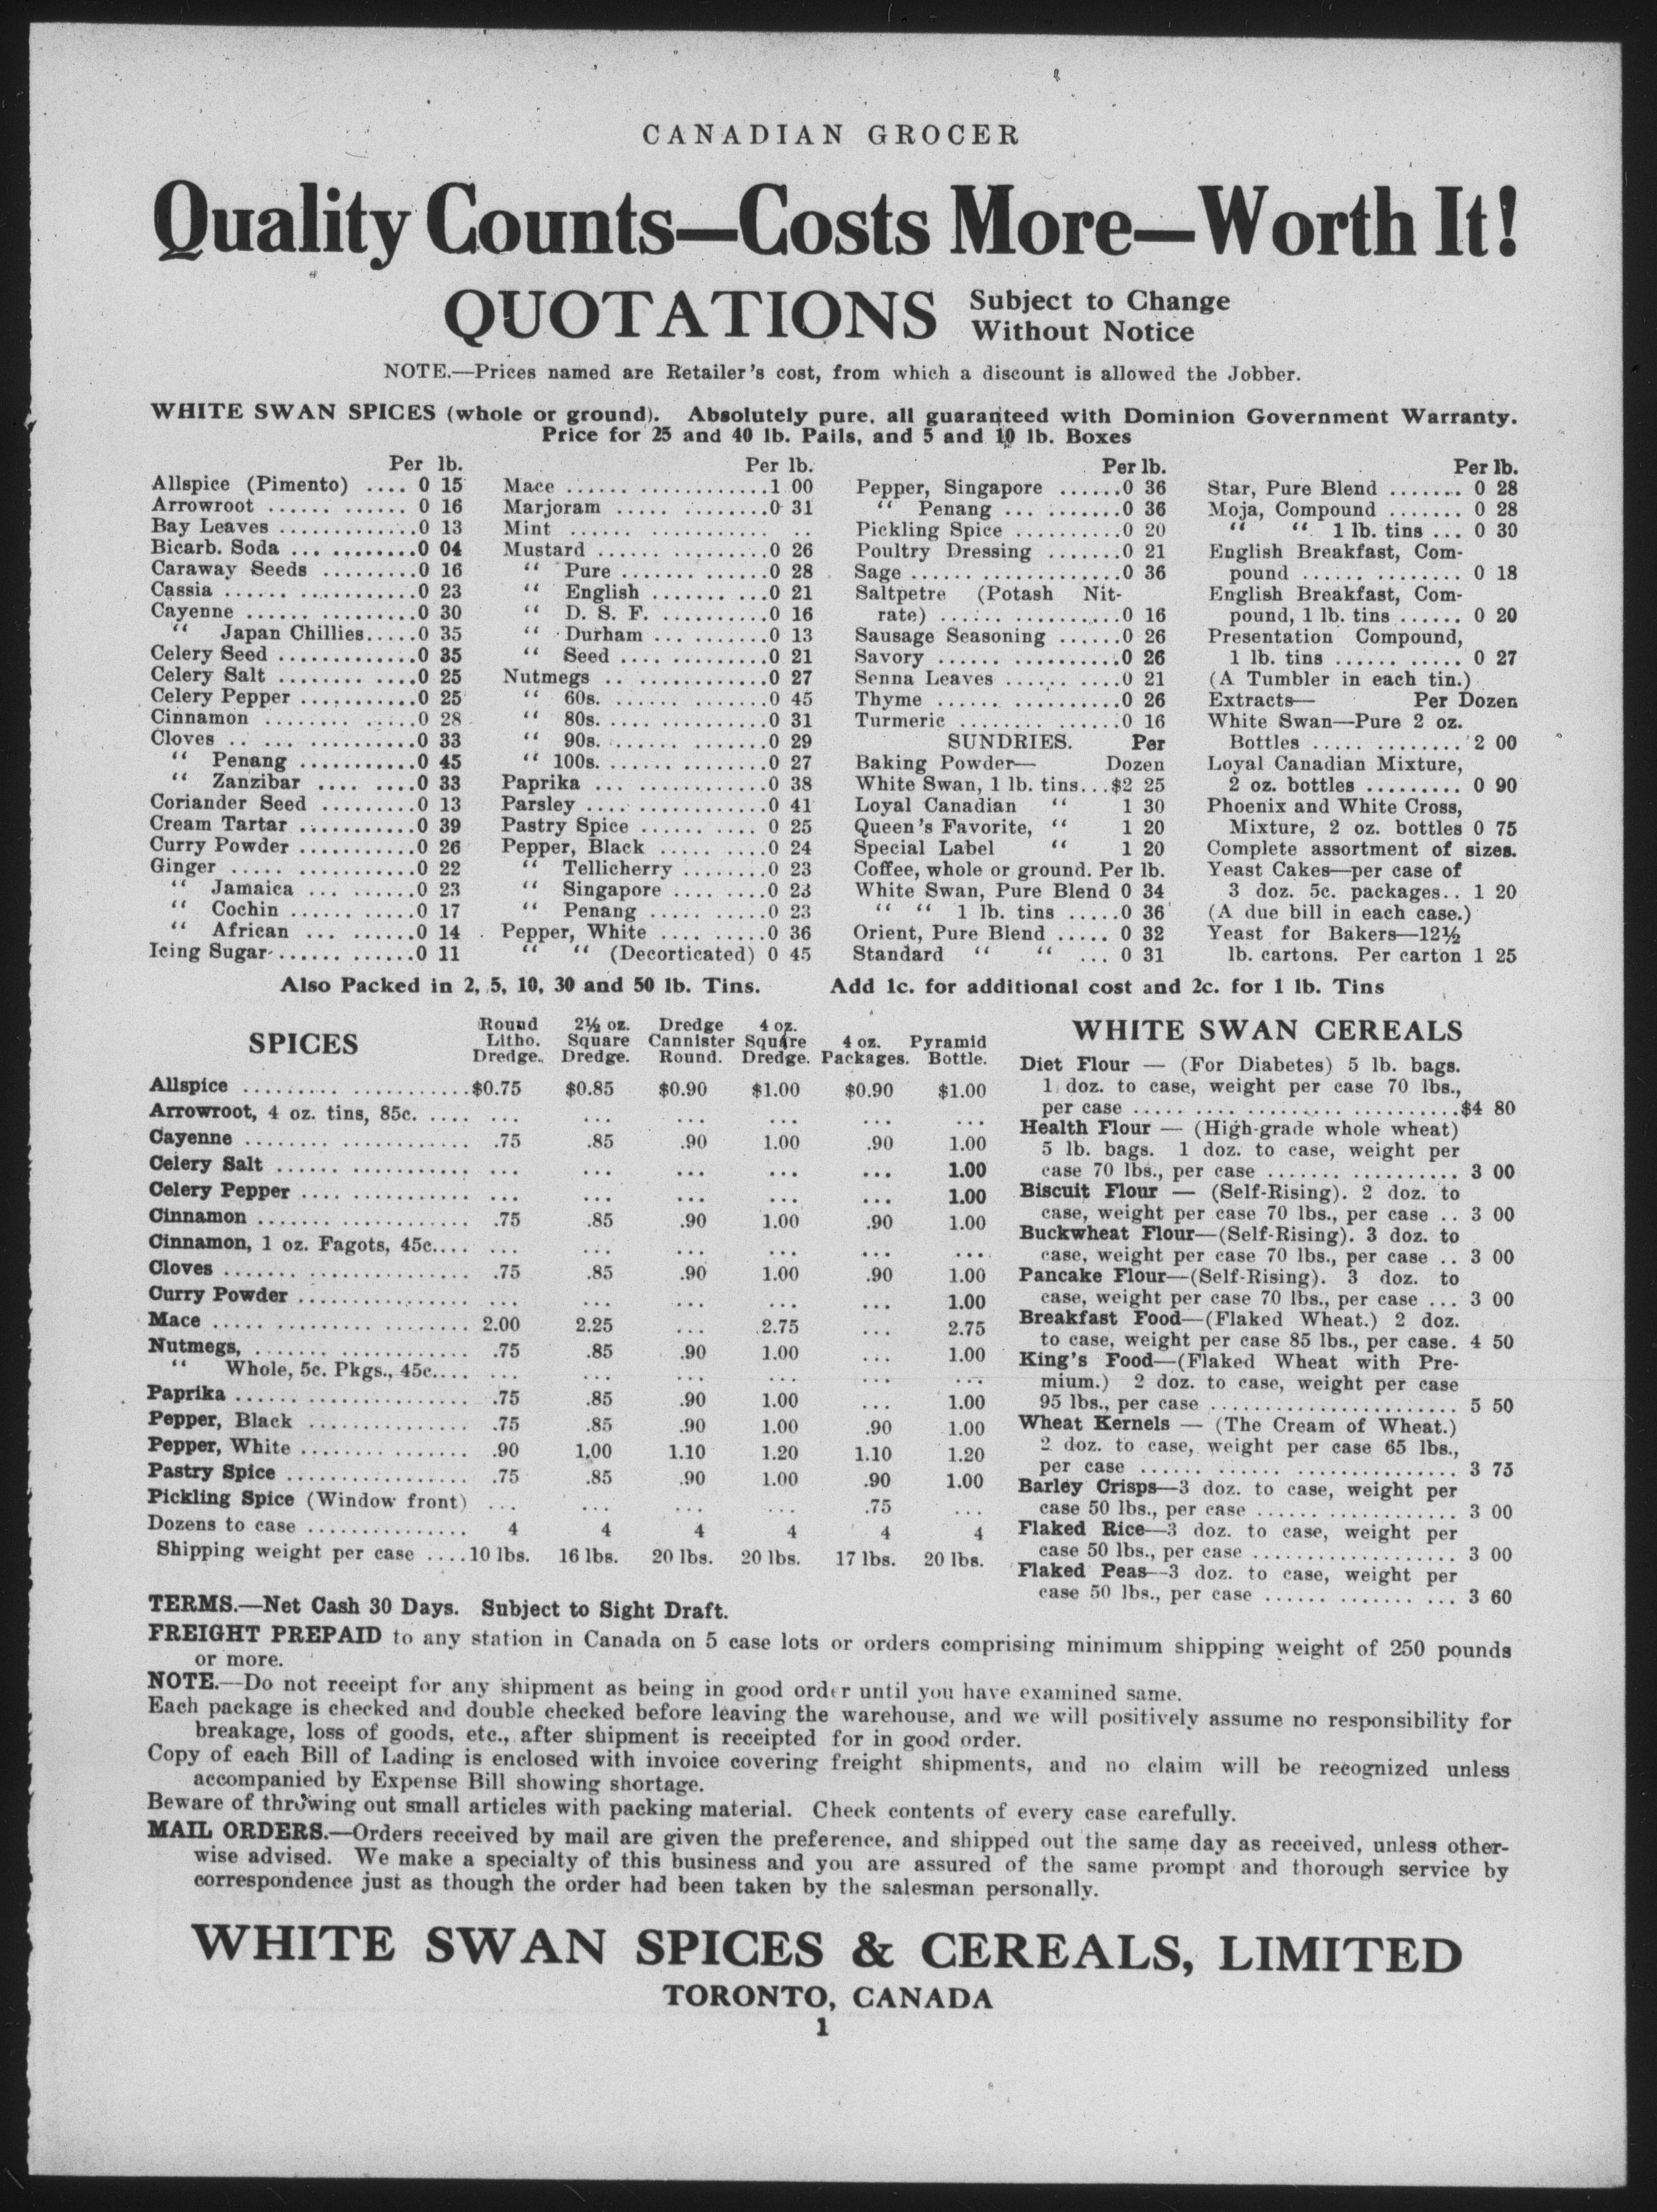 CANADIAN GROCER
Quality Counts—Costs More—Worth It!
QUOTATIONS
Subject to Change
Without Notice
NOTE.—Prices named are Retailer's cost, from which a discount is allowed the Jobber.
WHITE SWAN SPICES (whole or ground). Absolutely pure, all guaranteed with Dominion Government Warranty.
Price for 25 and 40 lb. Pails, and 5 and 10 lb. Boxes
Per lb.
Allspice (Pimento) .... 0 15
Arrowroot ...... ...... 0 16
Bay Leaves .............0 13
Bicarb. Soda ... .........0 04
Caraway Seeds .........0 16
Cassia ...... ............0 23
Cayenne .................0 30
" Japan Chillies.....0 35
Celery Seed .............0 35
Celery Salt ........ ....0 25
Celery Pepper ...........0 25
Cinnamon ........ .....0 28
Cloves .. ... ...........0 33
" Penang ...........0 45
" Zanzibar .... ....0 33
Coriander Seed .........0 13
Cream Tartar ...........0 39
Curry Powder ...........0 26
Ginger ..... ............0 22
" Jamaica ... ......0 23
" Cochin ...... .....0 17
" African ... ......0 14
Icing Sugar....... ......0 11
Per lb.
Mace ...... ............1 00
Marjoram ..... ........0 31
Mint ...... ........... ..
Mustard ...... .........0 26
" Pure ....... ......0 28
" English ....... ...0 21
" D. S. F. ...........0 16
" Durham ... .......0 13
" Seed .... .........0 21
Nutmegs .. ............0 27
" 60s. ...... .......0 45
" 80s. .... ..........0 31
" 90s. ...... .......0 29
" 100s. ..... ........0 27
Paprika ... ............0 38
Parsley .... ............0 41
Pastry Spice ...... ..... 0 25
Pepper, Black ..... ....0 24
" Tellicherry ........0 23
" Singapore .... ....0 23
" Penang ..... .....0 23
Pepper, White .... .....0 36
" " (Decorticated) 0 45
Per lb.
Pepper, Singapore ......0 36
" Penang ... .......0 36
Pickling Spice ..........0 20
Poultry Dressing .......0 21
Sage ...... .............0 36
Saltpetre (Potash Nit-
rate) ...... ..........0 16
Sausage Seasoning ......0 26
Savory ...... ..........0 26
Senna Leaves ...... ....0 21
Thyme ...... ..........0 26
Turmeric ........ ......0 16
SUNDRIES. Per
Baking Powder— Dozen
White Swan, 1 lb. tins...$2 25
Loyal Canadian " 1 30
Queen's Favorite, " 1 20
Special Label " 1 20
Coffee, whole or ground. Per lb.
White Swan, Pure Blend 0 34
" " 1 lb. tins .....0 36
Orient, Pure Blend ..... 0 32
Standard " " ... 0 31
Per lb.
Star, Pure Blend ....... 0 28
Moja, Compound ....... 0 28
" " 1 lb. tins ... 0 30
English Breakfast, Com-
pound ...... ........ 0 18
English Breakfast, Com-
pound, 1 lb. tins ...... 0 20
Presentation Compound,
1 lb. tins ...... ..... 0 27
(A Tumbler in each tin.)
Extracts— Per Dozen
White Swan—Pure 2 oz.
Bottles ..... ........ 2 00
Loyal Canadian Mixture,
2 oz. bottles ......... 0 90
Phoenix and White Cross,
Mixture, 2 oz. bottles 0 75
Complete assortment of sizes.
Yeast Cakes—per case of
3 doz. 5c. packages.. 1 20
(A due bill in each case.)
Yeast for Bakers—12½
lb. cartons. Per carton 1 25
Also Packed in 2, 5, 10, 30 and 50 lb. Tins. Add 1c. for additional cost and 2c. for 1 lb. Tins
SPICES
Round Litho. Dredge. 2½ oz. Square Dredge. Dredge Cannister Round. 4 oz. Square Dredge. 4 oz. Packages. Pyramid Bottle.
Allspice ......................$0.75 $0.85 $0.90 $1.00 $0.90 $1.00
Arrowroot, 4 oz. tins, 85c. .... ... ... ... ... ... ...
Cayenne ........ ............ .75 .85 .90 1.00 .90 1.00
Celery Salt ...... ............ ... ... ... ... ... 1.00
Celery Pepper .... ............ ... ... ... ... ... 1.00
Cinnamon ....... ............ .75 .85 .90 1.00 .90 1.00
Cinnamon, 1 oz. Fagots, 45c.... ... ... ... ... ... ...
Cloves ....... ................ .75 .85 .90 1.00 .90 1.00
Curry Powder ................. ... ... ... ... ... 1.00
Mace ..... ......... ......... 2.00 2.25 ... 2.75 ... 2.75
Nutmegs, ....... ............ .75 .85 .90 1.00 ... 1.00
" Whole, 5c. Pkgs., 45c.... ... ... ... ... ... ...
Paprika ....... .............. .75 .85 .90 1.00 ... 1.00
Pepper, Black ............... .75 .85 .90 1.00 .90 1.00
Pepper, White ........ ....... .90 1.00 1.10 1.20 1.10 1.20
Pastry Spice ................. .75 .85 .90 1.00 .90 1.00
Pickling Spice (Window front) ... ... ... ... .75 ...
Dozens to case ............... 4 4 4 4 4 4
Shipping weight per case ....10 lbs. 16 lbs. 20 lbs. 20 lbs. 17 lbs. 20 lbs.
WHITE SWAN CEREALS
Diet Flour — (For Diabetes) 5 lb. bags.
1 doz. to case, weight per case 70 lbs.,
per case ..... .... ......... ..........$4 80
Health Flour — (High-grade whole wheat)
5 lb. bags. 1 doz. to case, weight per
case 70 lbs., per case ....... .......... 3 00
Biscuit Flour — (Self-Rising). 2 doz. to
case, weight per case 70 lbs., per case .. 3 00
Buckwheat Flour—(Self-Rising). 3 doz. to
case, weight per case 70 lbs., per case .. 3 00
Pancake Flour—(Self-Rising). 3 doz. to
case, weight per case 70 lbs., per case ... 3 00
Breakfast Food—(Flaked Wheat.) 2 doz.
to case, weight per case 85 lbs., per case. 4 50
King's Food—(Flaked Wheat with Pre-
mium.) 2 doz. to case, weight per case
95 lbs., per case ....................... 5 50
Wheat Kernels — (The Cream of Wheat.)
2 doz. to case, weight per case 65 lbs.,
per case ...... ...... ............... 3 75
Barley Crisps—3 doz. to case, weight per
case 50 lbs., per case ...... ............ 3 00
Flaked Rice—3 doz. to case, weight per
case 50 lbs., per case ................... 3 00
Flaked Peas—3 doz. to case, weight per
case 50 lbs., per case ...... ....... ... 3 60
TERMS.—Net Cash 30 Days. Subject to Sight Draft.
FREIGHT PREPAID to any station in Canada on 5 case lots or orders comprising minimum shipping weight of 250 pounds
or more.
NOTE.—Do not receipt for any shipment as being in good order until you have examined same.
Each package is checked and double checked before leaving the warehouse, and we will positively assume no responsibility for
breakage, loss of goods, etc., after shipment is receipted for in good order.
Copy of each Bill of Lading is enclosed with invoice covering freight shipments, and no claim will be recognized unless
accompanied by Expense Bill showing shortage.
Beware of throwing out small articles with packing material. Check contents of every case carefully.
MAIL ORDERS.—Orders received by mail are given the preference, and shipped out the same day as received, unless other-
wise advised. We make a specialty of this business and you are assured of the same prompt and thorough service by
correspondence just as though the order had been taken by the salesman personally.
WHITE SWAN SPICES & CEREALS, LIMITED
TORONTO, CANADA
1